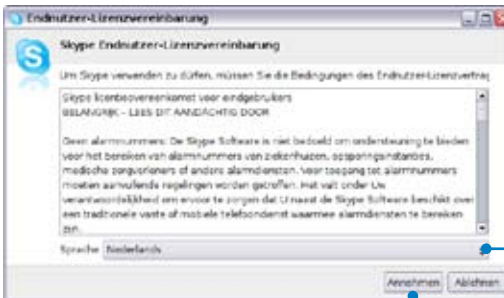 Endnutzer-Lizenzvereinbarung
Skype Endnutzer-Lizenzvereinbarung
Um Skype verwenden zu dürfen, müssen Sie die Bedingungen des Endnutzer-Lizenzvertrag
Skype licentieovereenkomst voor eindgebruikers
BELANGRIJK - LEES DIT AANDACHTIG DOOR
Geen alarmnummers: De Skype Software is niet bedoeld om ondersteuning te bieden
voor het bereiken van alarmnummers van ziekenhuizen, opsporingsinstanties,
medische zorgverleners of andere alarmdiensten. Voor toegang tot alarmnummers
moeten aanvullende regelingen worden getroffen. Het valt onder Uw
verantwoordelijkheid om ervoor te zorgen dat U naast de Skype Software beschikt over
een traditionele vaste of mobiele telefoondienst waarmee alarmdiensten te bereiken
zijn.
Sprache Nederlands
Annehmen Ablehnen